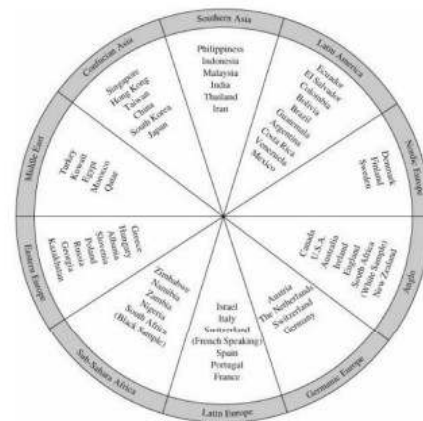 Southern Asia
Philippiness
Indonesia
Malaysia
India
Thailand
Iran
Latin America
Ecuador
El Salvador
Colombia
Bolivia
Brazil
Guatemala
Argentina
Costa Rica
Venezuela
Mexico
Nordic Europe
Denmark
Finland
Sweden
Anglo
Canada
U.S.A.
Australia
Ireland
England
South Africa
(White Sample)
New Zealand
Germanic Europe
Austria
The Netherlands
Switzerland
Germany
Latin Europe
Israel
Italy
Switzerland
(French Speaking)
Spain
Portugal
France
Sub-Sahara Africa
Zimbabwe
Namibia
Zambia
Nigeria
South Africa
(Black Sample)
Eastern Europe
Greece
Hungary
Albania
Slovenia
Poland
Russia
Georgia
Kazakhstan
Middle East
Turkey
Kuwait
Egypt
Morocco
Qatar
Confucian Asia
Singapore
Hong Kong
Taiwan
China
South Korea
Japan